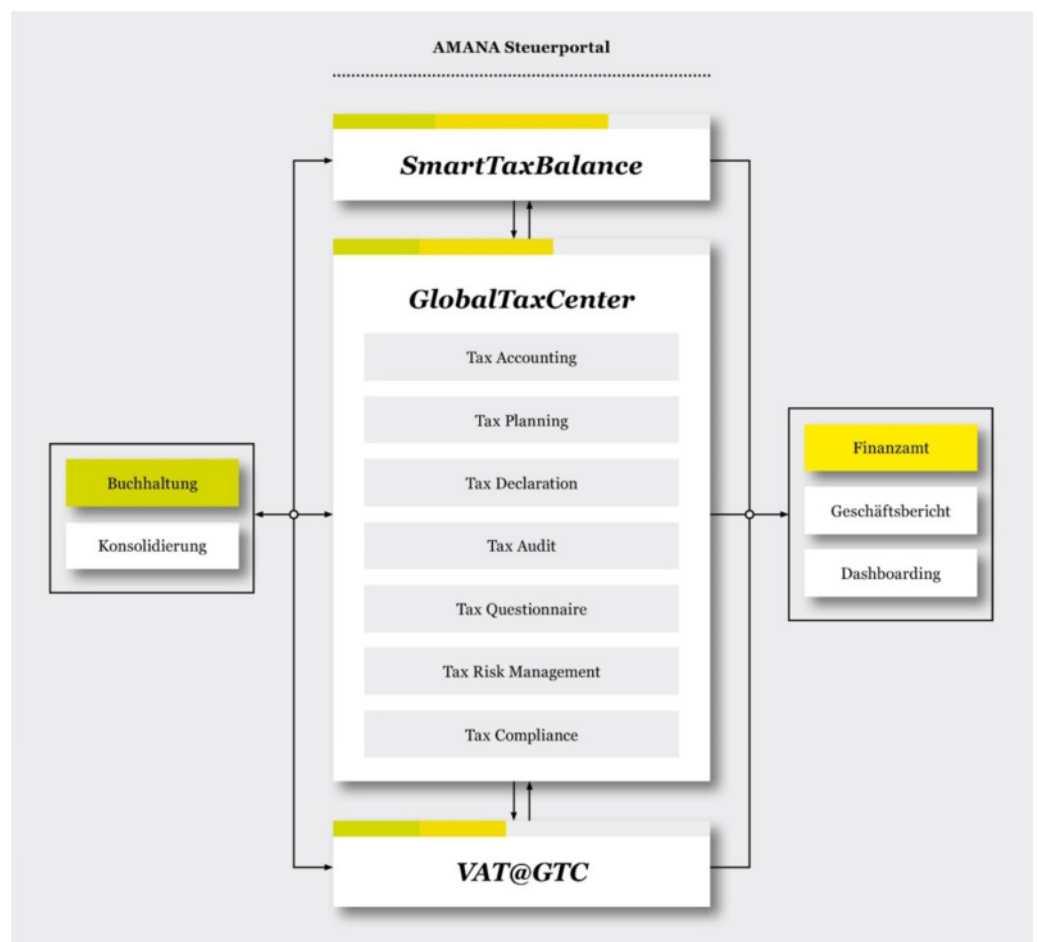 AMANA Steuerportal
SmartTaxBalance
GlobalTaxCenter
Tax Accounting
Tax Planning
Tax Declaration
Tax Audit
Tax Questionnaire
Tax Risk Management
Tax Compliance
VAT@GTC
Buchhaltung
Konsolidierung
Finanzamt
Geschäftsbericht
Dashboarding